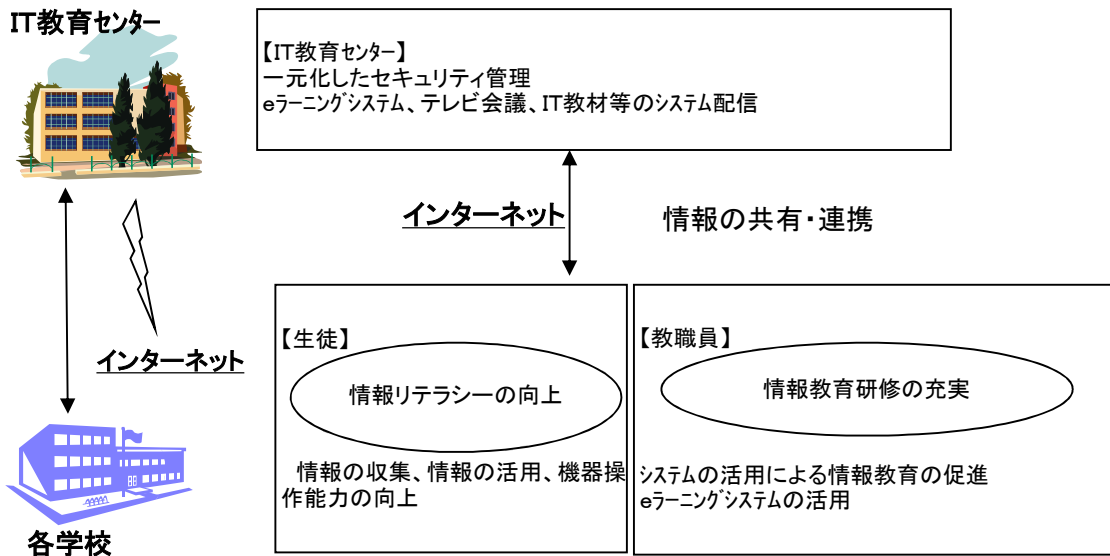 IT教育ｾﾝﾀｰ
【IT教育ｾﾝﾀｰ】
一元化したセキュリティ管理
eﾗｰﾆﾝｸﾞｼｽﾃﾑ、テレビ会議、IT教材等のｼｽﾃﾑ配信
インターネット
情報の共有・連携
インターネット
【生徒】
情報リテラシーの向上
情報の収集、情報の活用、機器操
作能力の向上
【教職員】
情報教育研修の充実
ｼｽﾃﾑの活用による情報教育の促進
eﾗｰﾆﾝｸﾞｼｽﾃﾑの活用
各学校